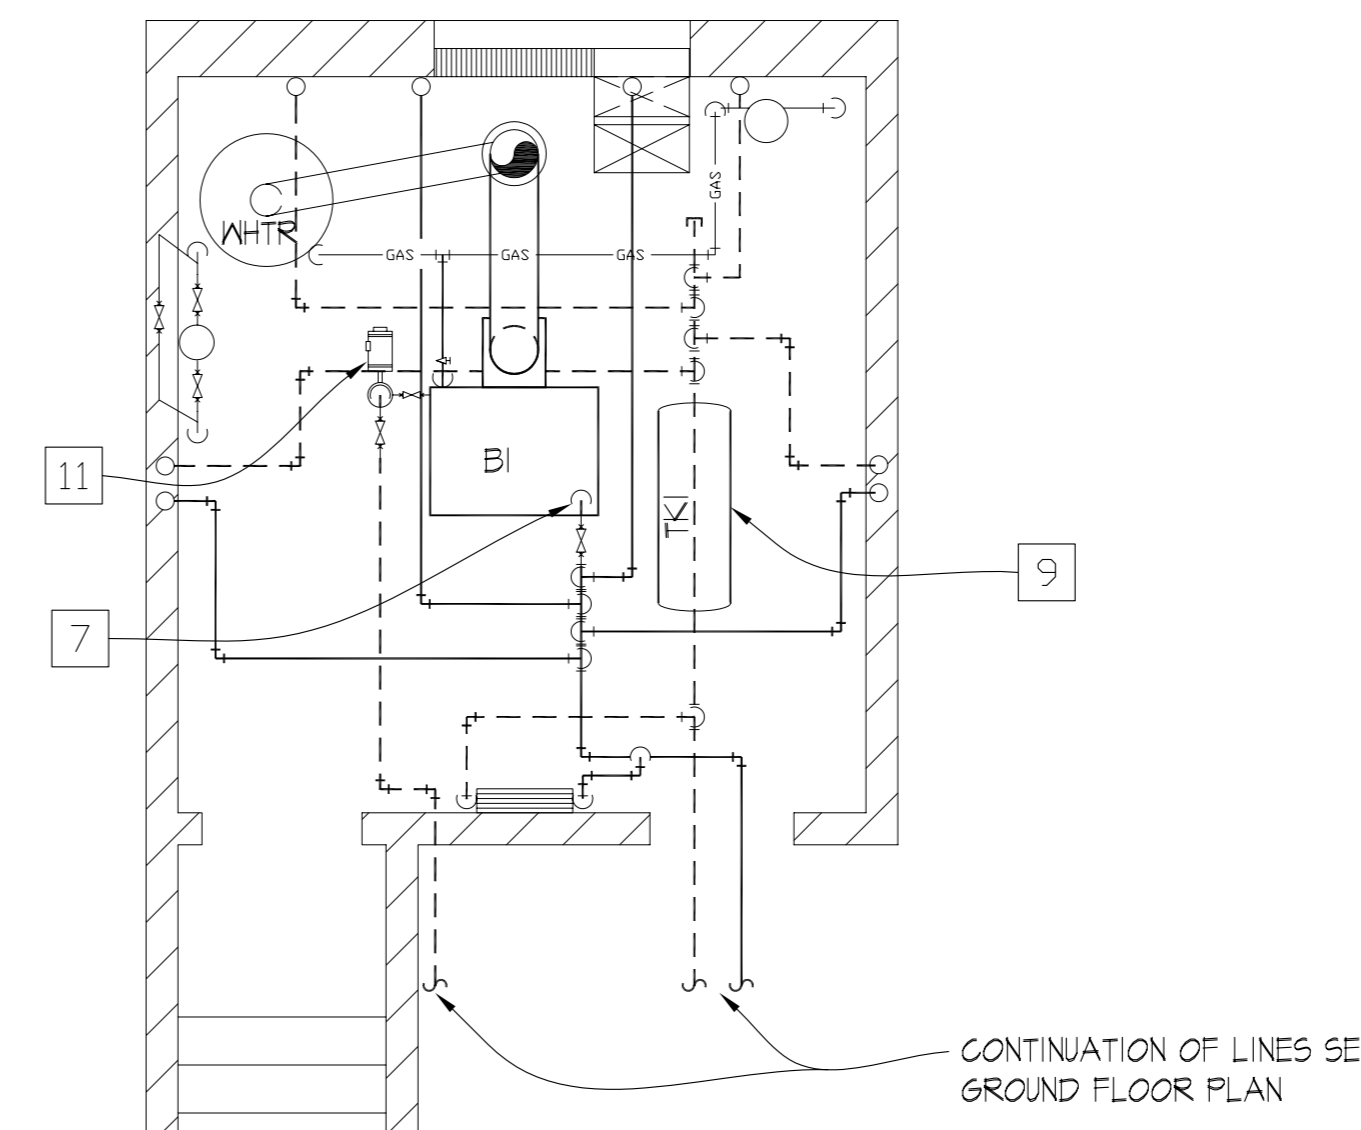 GAS
WHTR
GAS
GAS
GAS
11
B1
TK1
9
7
CONTINUATION OF LINES SE
GROUND FLOOR PLAN